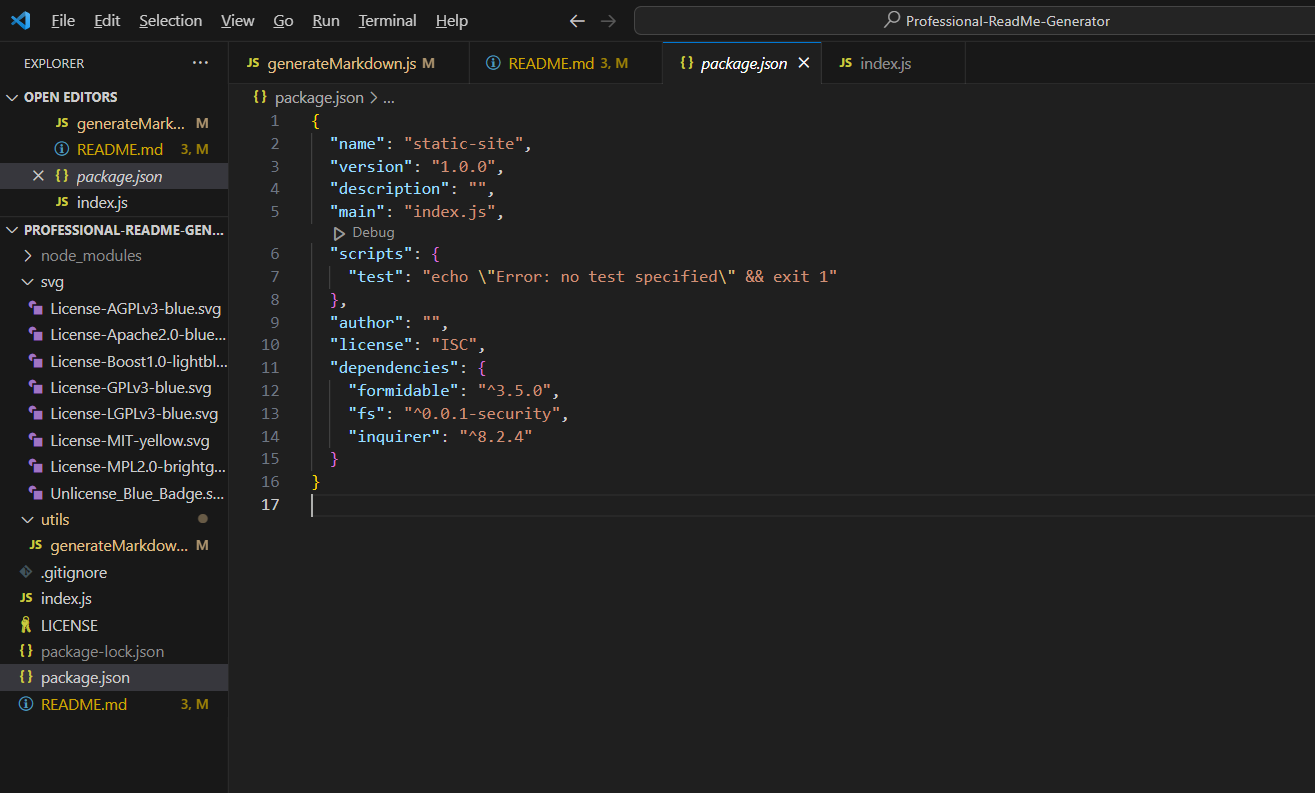 File Edit Selection View Go Run Terminal Help
Professional-ReadMe-Generator
EXPLORER ...
JS generateMarkdown.js M
README.md 3, M
{} package.json
JS index.js
OPEN EDITORS
JS generateMark... M
README.md 3, M
{} package.json
JS index.js
PROFESSIONAL-README-GEN...
node_modules
svg
License-AGPLv3-blue.svg
License-Apache2.0-blue...
License-Boost1.0-lightbl...
License-GPLv3-blue.svg
License-LGPLv3-blue.svg
License-MIT-yellow.svg
License-MPL2.0-brightg...
Unlicense_Blue_Badge.s...
utils
JS generateMarkdow... M
.gitignore
JS index.js
LICENSE
{} package-lock.json
{} package.json
README.md 3, M
{} package.json > ...
1 {
2 "name": "static-site",
3 "version": "1.0.0",
4 "description": "",
5 "main": "index.js",
Debug
6 "scripts": {
7 "test": "echo \"Error: no test specified\" && exit 1"
8 },
9 "author": "",
10 "license": "ISC",
11 "dependencies": {
12 "formidable": "^3.5.0",
13 "fs": "^0.0.1-security",
14 "inquirer": "^8.2.4"
15 }
16 }
17